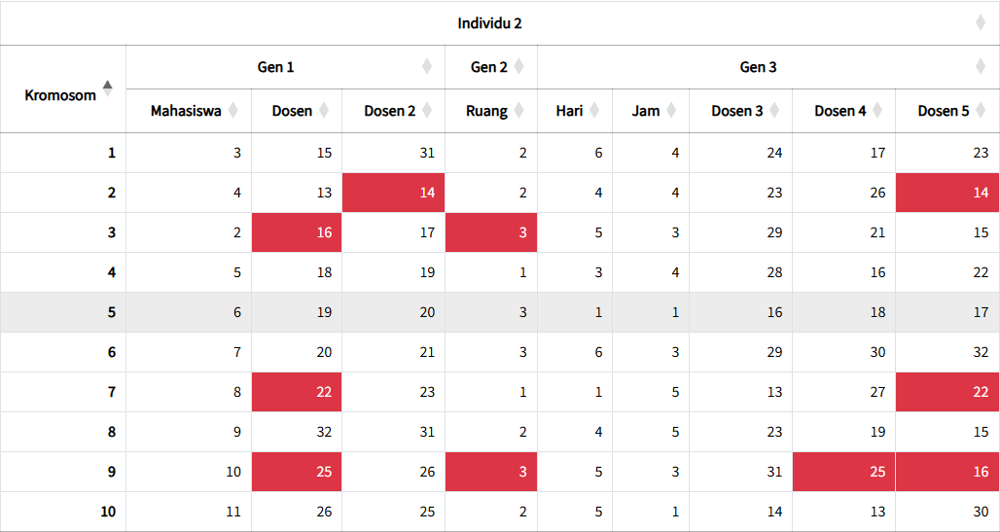 Individu 2
Kromosom Gen 1 Gen 2 Gen 3
Mahasiswa Dosen Dosen 2 Ruang Hari Jam Dosen 3 Dosen 4 Dosen 5
1 3 15 31 2 6 4 24 17 23
2 4 13 14 2 4 4 23 26 14
3 2 16 17 3 5 3 29 21 15
4 5 18 19 1 3 4 28 16 22
5 6 19 20 3 1 1 16 18 17
6 7 20 21 3 6 3 29 30 32
7 8 22 23 1 1 5 13 27 22
8 9 32 31 2 4 5 23 19 15
9 10 25 26 3 5 3 31 25 16
10 11 26 25 2 5 1 14 13 30